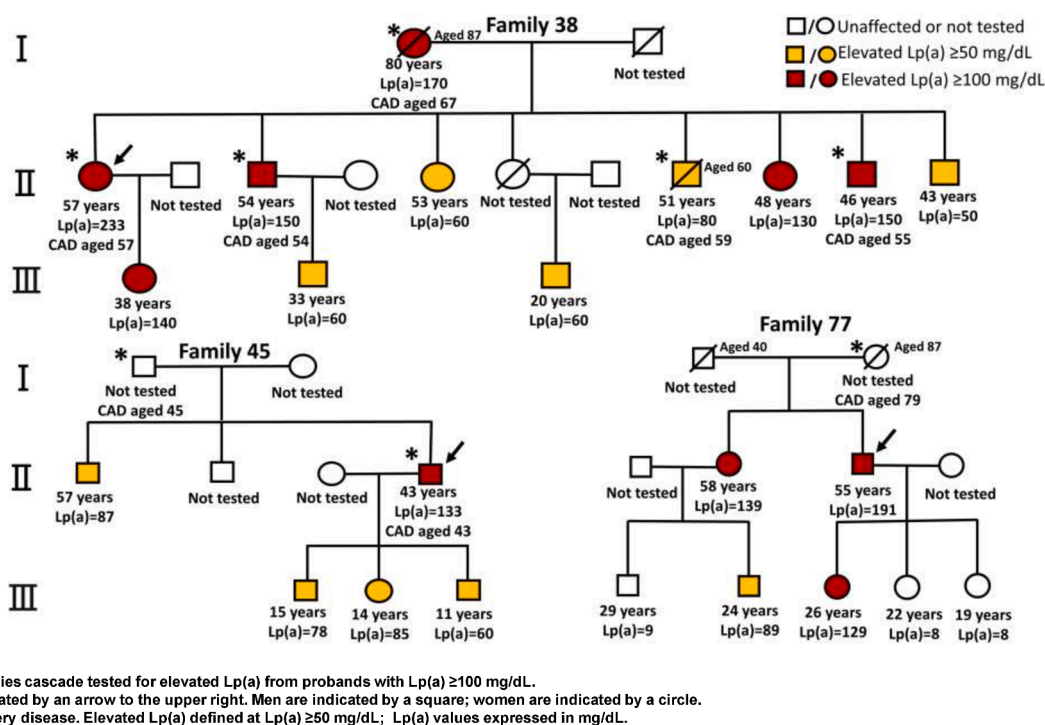 Family 38
I
*
Aged 87
80 years
Lp(a)=170
CAD aged 67
Not tested
□/○ Unaffected or not tested
/ Elevated Lp(a) ≥50 mg/dL
/ Elevated Lp(a) ≥100 mg/dL
II
*
57 years
Lp(a)=233
CAD aged 57
Not tested
*
54 years
Lp(a)=150
CAD aged 54
Not tested
53 years
Lp(a)=60
Not tested
Not tested
*
Aged 60
51 years
Lp(a)=80
CAD aged 59
48 years
Lp(a)=130
*
46 years
Lp(a)=150
CAD aged 55
43 years
Lp(a)=50
III
38 years
Lp(a)=140
33 years
Lp(a)=60
20 years
Lp(a)=60
Family 45
I
*
Not tested
CAD aged 45
Not tested
II
57 years
Lp(a)=87
Not tested
Not tested
*
43 years
Lp(a)=133
CAD aged 43
III
15 years
Lp(a)=78
14 years
Lp(a)=85
11 years
Lp(a)=60
Family 77
Aged 40
Not tested
*
Aged 87
Not tested
CAD aged 79
Not tested
58 years
Lp(a)=139
55 years
Lp(a)=191
Not tested
29 years
Lp(a)=9
24 years
Lp(a)=89
26 years
Lp(a)=129
22 years
Lp(a)=8
19 years
Lp(a)=8
ies cascade tested for elevated Lp(a) from probands with Lp(a) ≥100 mg/dL.
ated by an arrow to the upper right. Men are indicated by a square; women are indicated by a circle.
ery disease. Elevated Lp(a) defined at Lp(a) ≥50 mg/dL; Lp(a) values expressed in mg/dL.